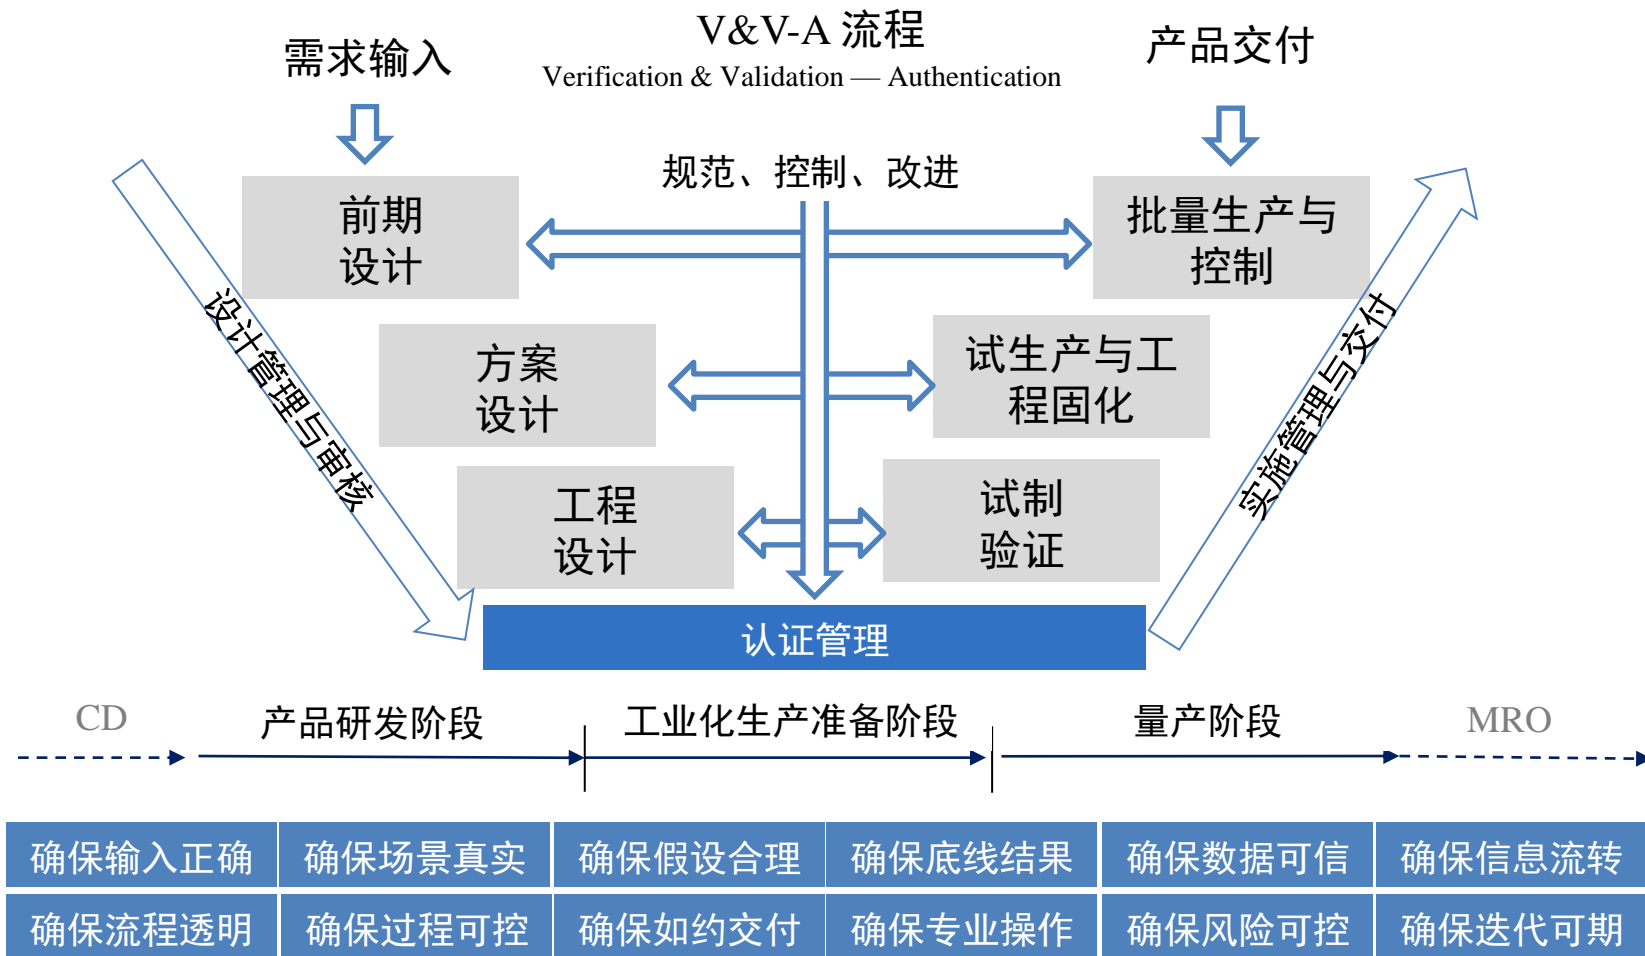 V&V-A 流程
需求输入
产品交付
Verification & Validation — Authentication
规范、控制、改进
前期
设计
批量生产与
控制
设计管理与审核
实施管理与交付
方案
设计
试生产与工
程固化
工程
设计
试制
验证
认证管理
CD
产品研发阶段
工业化生产准备阶段
量产阶段
MRO
确保输入正确
确保场景真实
确保假设合理
确保底线结果
确保数据可信
确保信息流转
确保流程透明
确保过程可控
确保如约交付
确保专业操作
确保风险可控
确保迭代可期